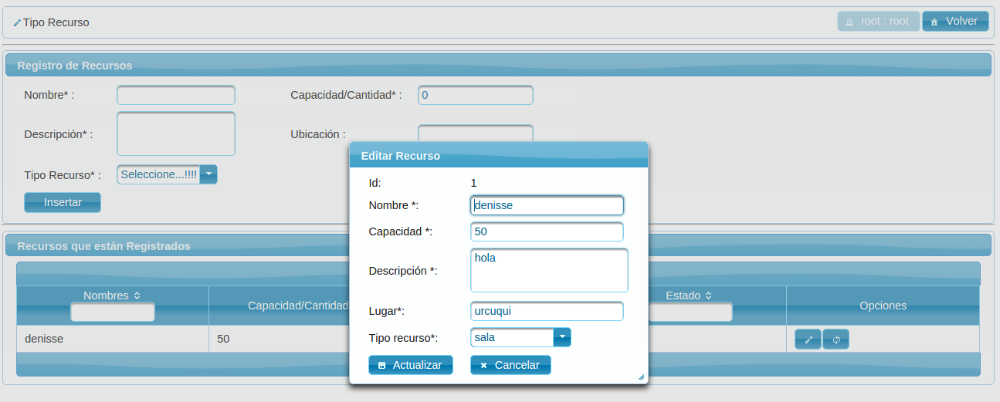 Tipo Recurso
root : root
Volver
Registro de Recursos
Nombre* :
Capacidad/Cantidad* :
0
Descripción* :
Ubicación :
Tipo Recurso* :
Seleccione...!!!!
Insertar
Editar Recurso
Id:
1
Nombre *:
denisse
Capacidad *:
50
Descripción *:
hola
Lugar*:
urcuqui
Tipo recurso*:
sala
Actualizar
Cancelar
Recursos que están Registrados
Nombres
Capacidad/Cantidad
Estado
Opciones
denisse
50